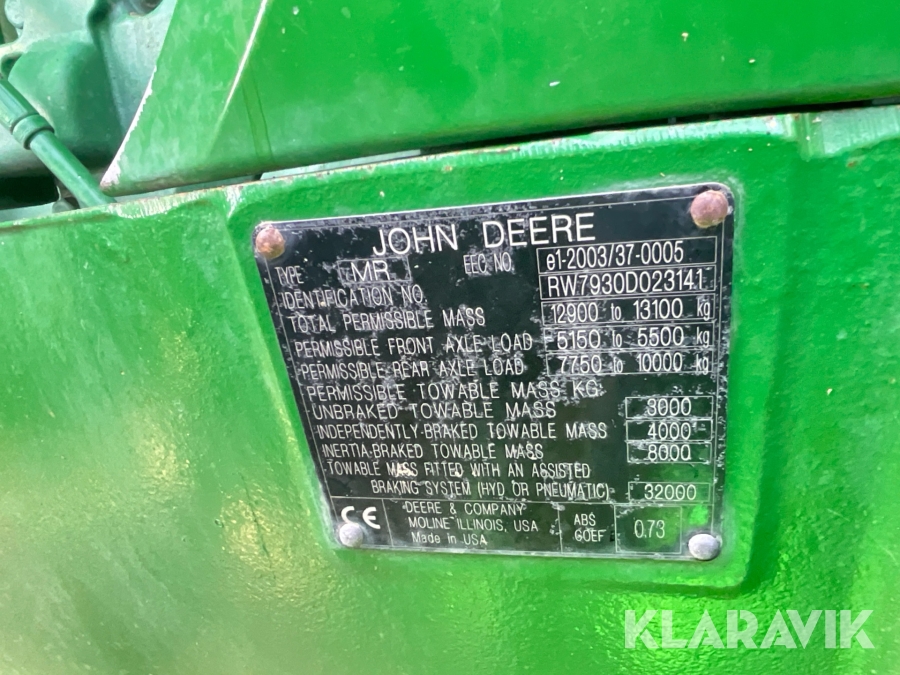 JOHN DEERE
TYPE MR EEC NO. e1-2003/37-0005
IDENTIFICATION NO. RW7930D023141
TOTAL PERMISSIBLE MASS 12900 to 13100 kg
PERMISSIBLE FRONT AXLE LOAD 5150 to 5500 kg
PERMISSIBLE REAR AXLE LOAD 7750 to 10000 kg
PERMISSIBLE TOWABLE MASS KG
UNBRAKED TOWABLE MASS 3000
INDEPENDENTLY-BRAKED TOWABLE MASS 4000
INERTIA-BRAKED TOWABLE MASS 8000
TOWABLE MASS FITTED WITH AN ASSISTED
BRAKING SYSTEM (HYD. OR PNEUMATIC) 32000
CE DEERE & COMPANY
MOLINE ILLINOIS, USA
Made in USA
ABS
COEF 0.73
KLARAVIK